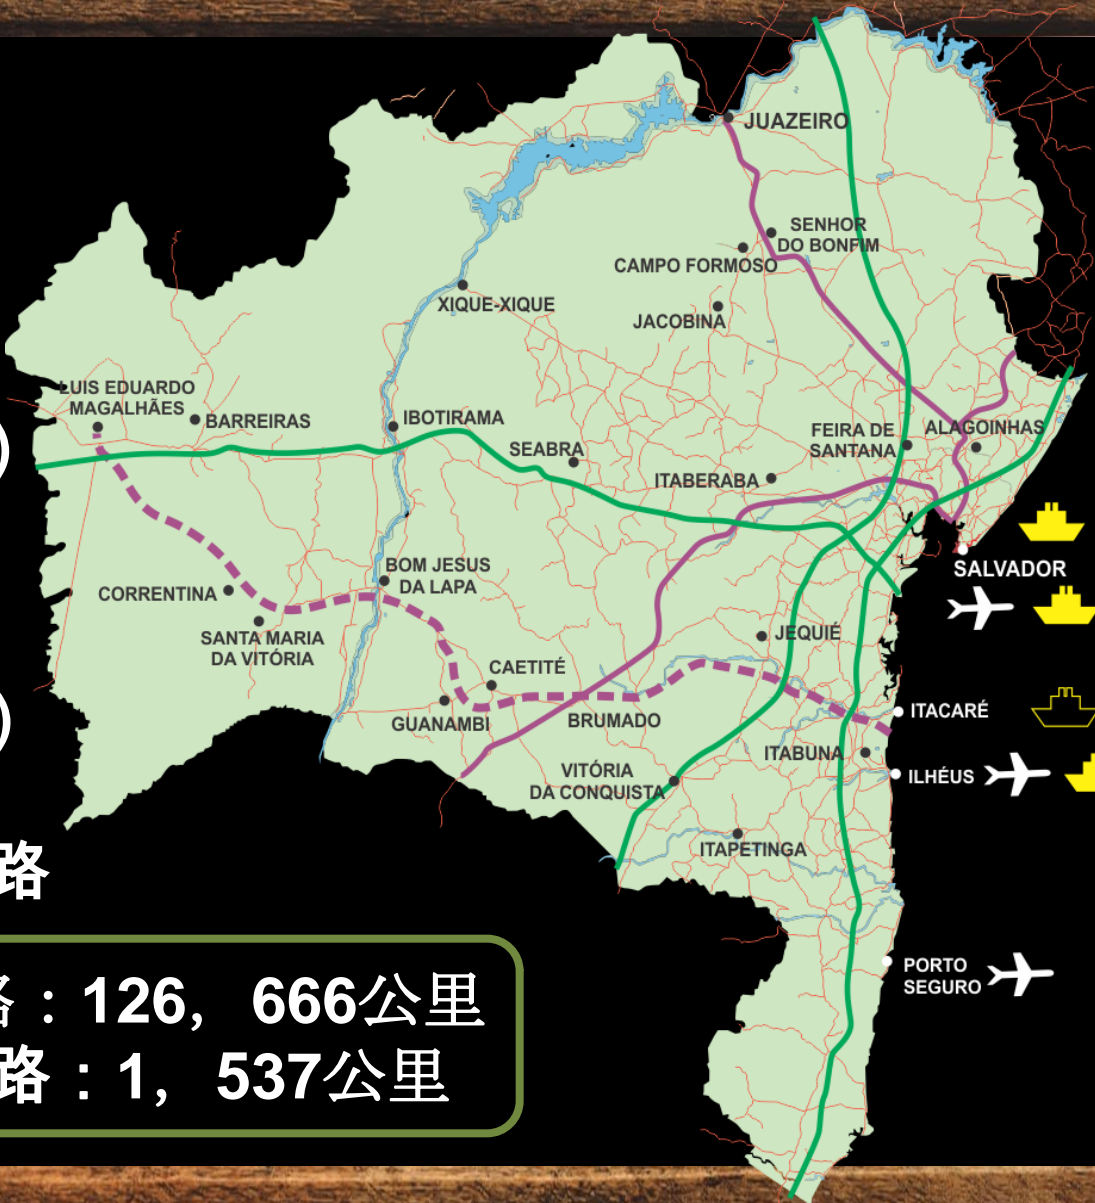 JUAZEIRO
SENHOR
DO BONFIM
CAMPO FORMOSO
XIQUE-XIQUE
JACOBINA
LUIS EDUARDO
MAGALHÃES
BARREIRAS
IBOTIRAMA
FEIRA DE
SANTANA
ALAGOINHAS
SEABRA
ITABERABA
)
SALVADOR
BOM JESUS
DA LAPA
CORRENTINA
SANTA MARIA
DA VITÓRIA
JEQUIÉ
CAETITÉ
GUANAMBI
BRUMADO
ITACARÉ
)
ITABUNA
ILHÉUS
VITÓRIA
DA CONQUISTA
ITAPETINGA
路
PORTO
SEGURO
：126，666公里
路：1，537公里